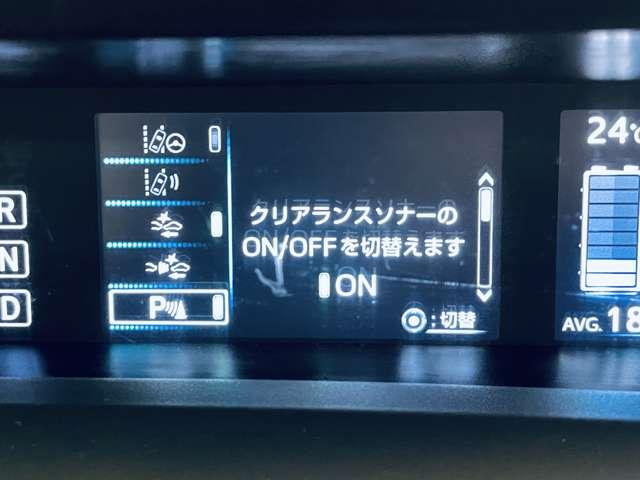 クリアランスソナーの
ON/OFFを切替えます
ON
:切替
P
R
N
D
24°
AVG. 18